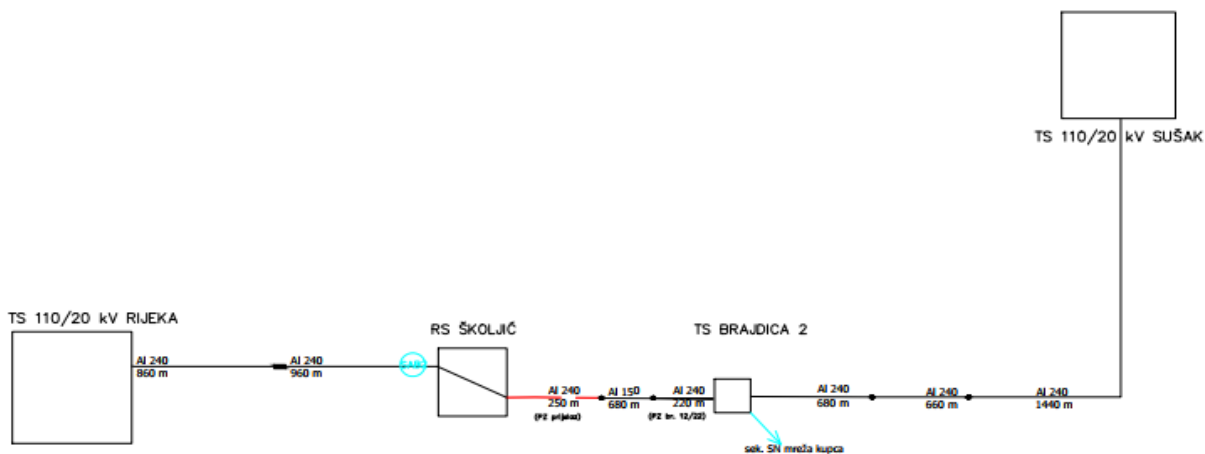 TS 110/20 kV SUŠAK
TS 110/20 kV RIJEKA
RS ŠKOLJIĆ
TS BRAJDICA 2
Al 240
860 m
Al 240
960 m
Al 240
250 m
(PZ prijelaz)
Al 150
680 m
Al 240
220 m
(PZ br. 12/22)
Al 240
680 m
Al 240
660 m
Al 240
1440 m
sek. SN mreža kupca